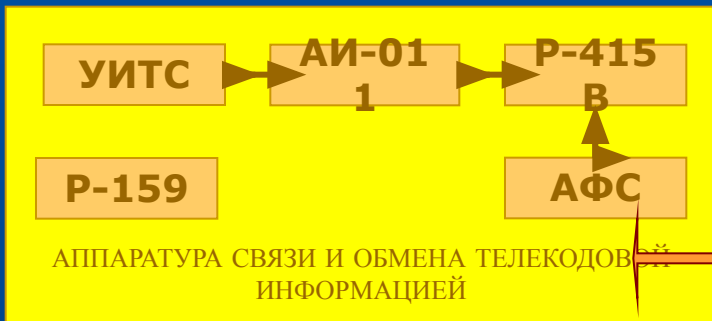 УИТС
АИ-01
1
Р-415
В
Р-159
АФС
АППАРАТУРА СВЯЗИ И ОБМЕНА ТЕЛЕКОДОВОЙ
ИНФОРМАЦИЕЙ